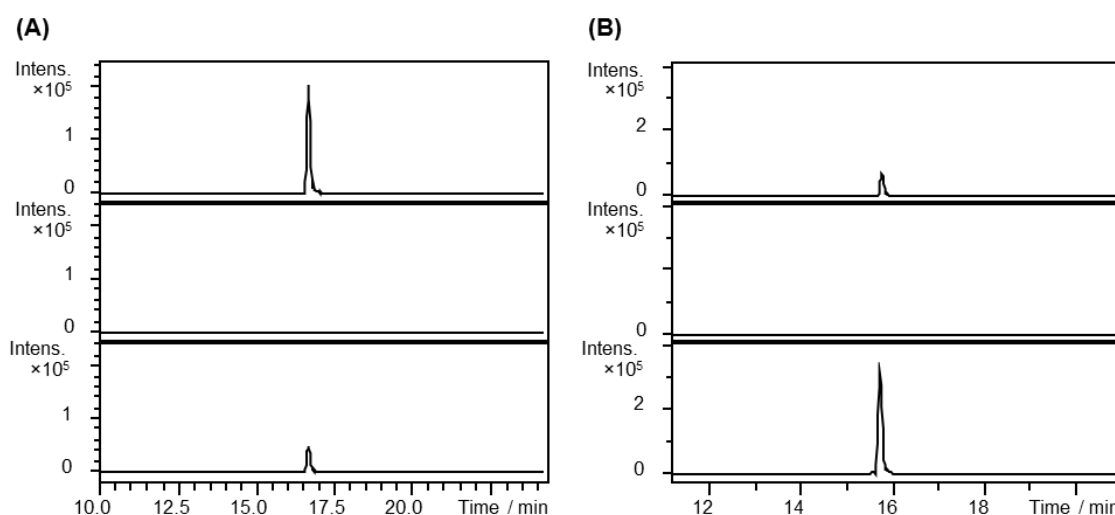 (A)
Intens.
×10⁵
1
0
Intens.
×10⁵
1
0
Intens.
×10⁵
1
0
10.0 12.5 15.0 17.5 20.0 Time / min
(B)
Intens.
×10⁵
2
0
Intens.
×10⁵
0
Intens.
×10⁵
2
0
12 14 16 18 Time / min